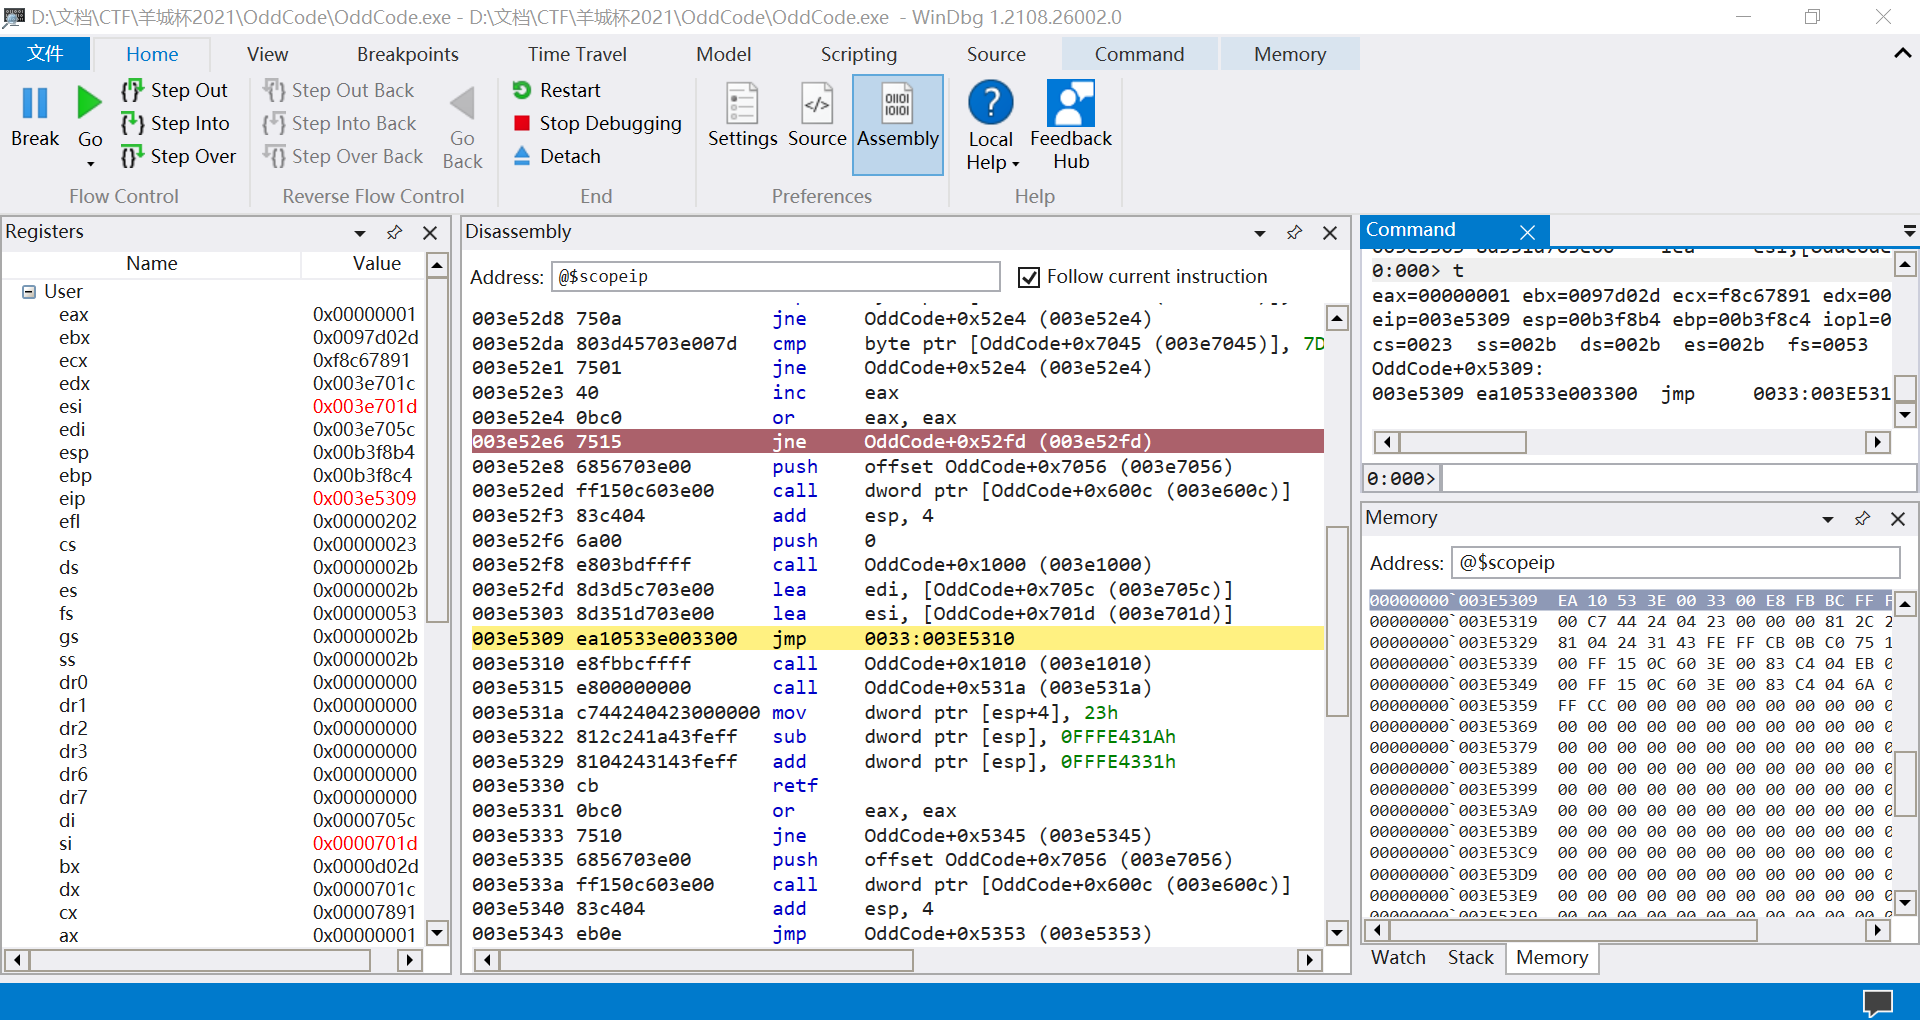 D:\文档\CTF\羊城杯2021\OddCode\OddCode.exe - D:\文档\CTF\羊城杯2021\OddCode\OddCode.exe - WinDbg 1.2108.26002.0
文件 Home View Breakpoints Time Travel Model Scripting Source Command Memory
Break
Go
Step Out
Step Into
Step Over
Flow Control
Step Out Back
Step Into Back
Step Over Back
Go Back
Reverse Flow Control
Restart
Stop Debugging
Detach
End
Settings
Source
Assembly
Preferences
Local Help
Feedback Hub
Help
Registers
Name Value
User
eax 0x00000001
ebx 0x0097d02d
ecx 0xf8c67891
edx 0x003e701c
esi 0x003e701d
edi 0x003e705c
esp 0x00b3f8b4
ebp 0x00b3f8c4
eip 0x003e5309
efl 0x00000202
cs 0x00000023
ds 0x0000002b
es 0x0000002b
fs 0x00000053
gs 0x0000002b
ss 0x0000002b
dr0 0x00000000
dr1 0x00000000
dr2 0x00000000
dr3 0x00000000
dr6 0x00000000
dr7 0x00000000
di 0x0000705c
si 0x0000701d
bx 0x0000d02d
dx 0x0000701c
cx 0x00007891
ax 0x00000001
Disassembly
Address: @$scopeip Follow current instruction
003e52d8 750a jne OddCode+0x52e4 (003e52e4)
003e52da 803d45703e007d cmp byte ptr [OddCode+0x7045 (003e7045)], 7D
003e52e1 7501 jne OddCode+0x52e4 (003e52e4)
003e52e3 40 inc eax
003e52e4 0bc0 or eax, eax
003e52e6 7515 jne OddCode+0x52fd (003e52fd)
003e52e8 6856703e00 push offset OddCode+0x7056 (003e7056)
003e52ed ff150c603e00 call dword ptr [OddCode+0x600c (003e600c)]
003e52f3 83c404 add esp, 4
003e52f6 6a00 push 0
003e52f8 e803bdffff call OddCode+0x1000 (003e1000)
003e52fd 8d3d5c703e00 lea edi, [OddCode+0x705c (003e705c)]
003e5303 8d351d703e00 lea esi, [OddCode+0x701d (003e701d)]
003e5309 ea10533e003300 jmp 0033:003E5310
003e5310 e8fbbcffff call OddCode+0x1010 (003e1010)
003e5315 e800000000 call OddCode+0x531a (003e531a)
003e531a c744240423000000 mov dword ptr [esp+4], 23h
003e5322 812c241a43feff sub dword ptr [esp], 0FFFE431Ah
003e5329 8104243143feff add dword ptr [esp], 0FFFE4331h
003e5330 cb retf
003e5331 0bc0 or eax, eax
003e5333 7510 jne OddCode+0x5345 (003e5345)
003e5335 6856703e00 push offset OddCode+0x7056 (003e7056)
003e533a ff150c603e00 call dword ptr [OddCode+0x600c (003e600c)]
003e5340 83c404 add esp, 4
003e5343 eb0e jmp OddCode+0x5353 (003e5353)
Command
0:000> t
eax=00000001 ebx=0097d02d ecx=f8c67891 edx=00
eip=003e5309 esp=00b3f8b4 ebp=00b3f8c4 iopl=0
cs=0023 ss=002b ds=002b es=002b fs=0053
OddCode+0x5309:
003e5309 ea10533e003300 jmp 0033:003E531
0:000>
Memory
Address: @$scopeip
00000000`003E5309 EA 10 53 3E 00 33 00 E8 FB BC FF F
00000000`003E5319 00 C7 44 24 04 23 00 00 00 81 2C 2
00000000`003E5329 81 04 24 31 43 FE FF CB 0B C0 75 1
00000000`003E5339 00 FF 15 0C 60 3E 00 83 C4 04 EB 0
00000000`003E5349 00 FF 15 0C 60 3E 00 83 C4 04 6A 0
00000000`003E5359 FF CC 00 00 00 00 00 00 00 00 00 0
00000000`003E5369 00 00 00 00 00 00 00 00 00 00 00 0
00000000`003E5379 00 00 00 00 00 00 00 00 00 00 00 0
00000000`003E5389 00 00 00 00 00 00 00 00 00 00 00 0
00000000`003E5399 00 00 00 00 00 00 00 00 00 00 00 0
00000000`003E53A9 00 00 00 00 00 00 00 00 00 00 00 0
00000000`003E53B9 00 00 00 00 00 00 00 00 00 00 00 0
00000000`003E53C9 00 00 00 00 00 00 00 00 00 00 00 0
00000000`003E53D9 00 00 00 00 00 00 00 00 00 00 00 0
00000000`003E53E9 00 00 00 00 00 00 00 00 00 00 00 0
Watch Stack Memory